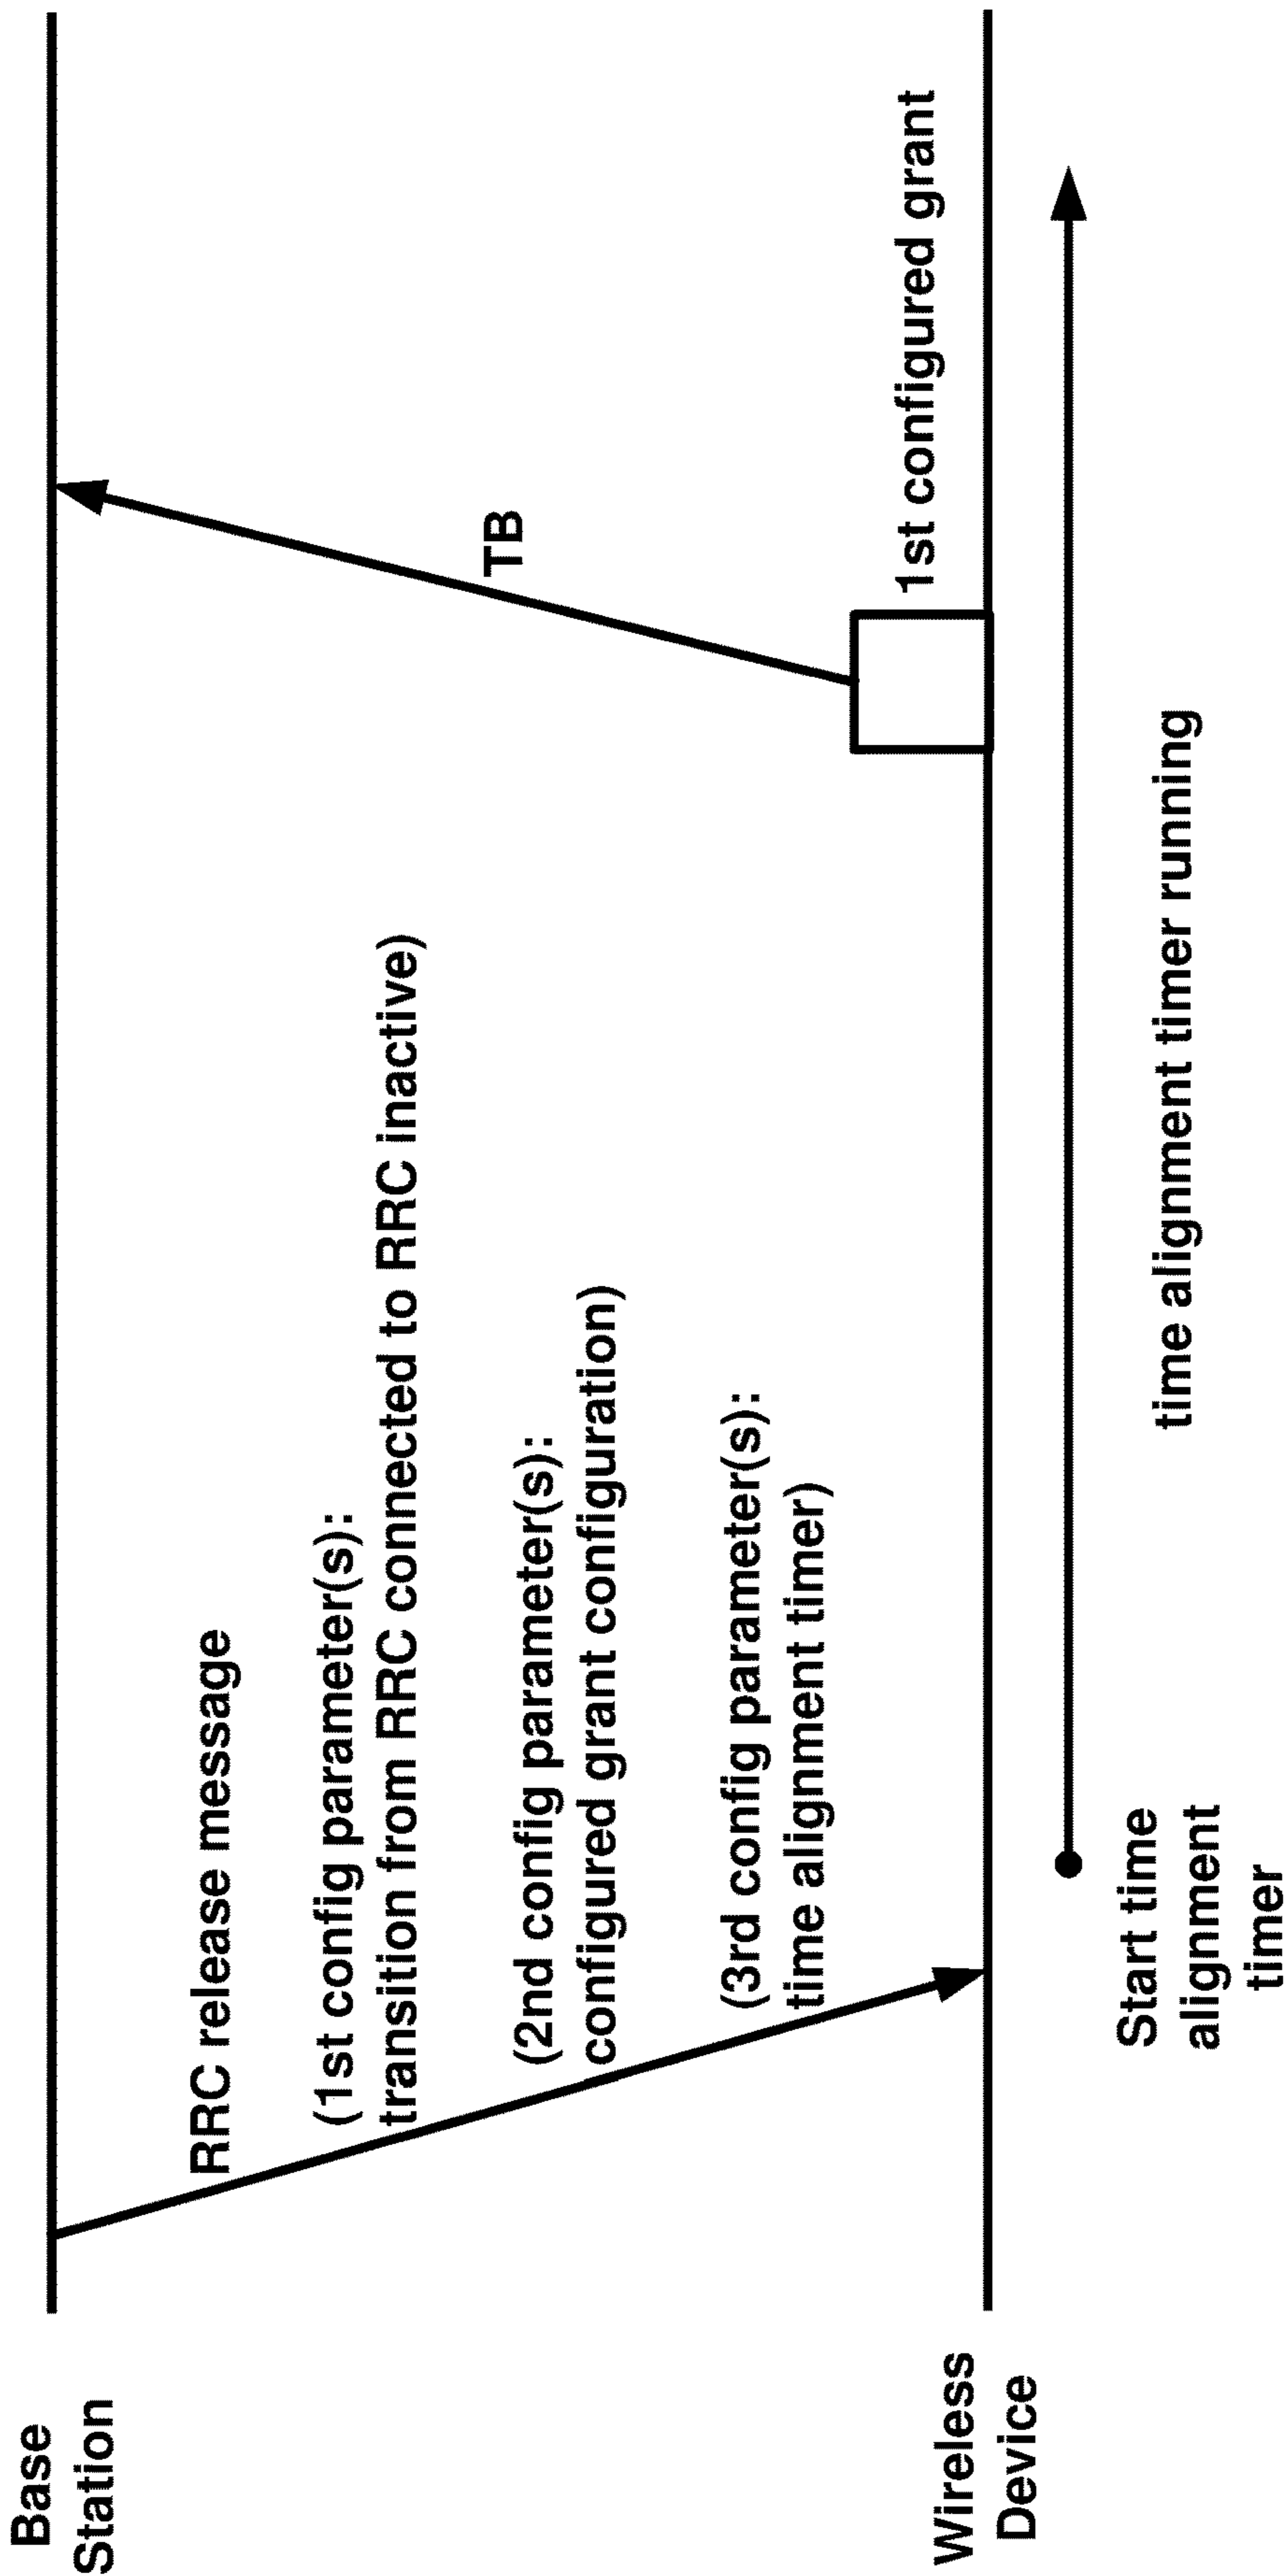 Base
Station
RRC release message
(1st config parameter(s):
transition from RRC connected to RRC inactive)
(2nd config parameter(s):
configured grant configuration)
(3rd config parameter(s):
time alignment timer)
TB
1st configured grant
Wireless
Device
Start time
alignment
timer
time alignment timer running